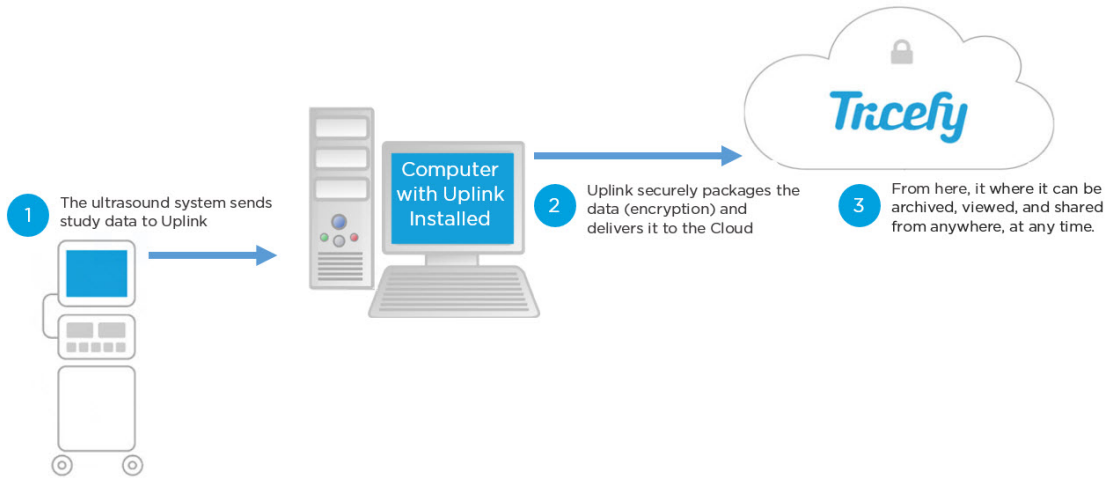 1
The ultrasound system sends
study data to Uplink
Computer
with Uplink
Installed
2
Uplink securely packages the
data (encryption) and
delivers it to the Cloud
Tricefy
3
From here, it where it can be
archived, viewed, and shared
from anywhere, at any time.